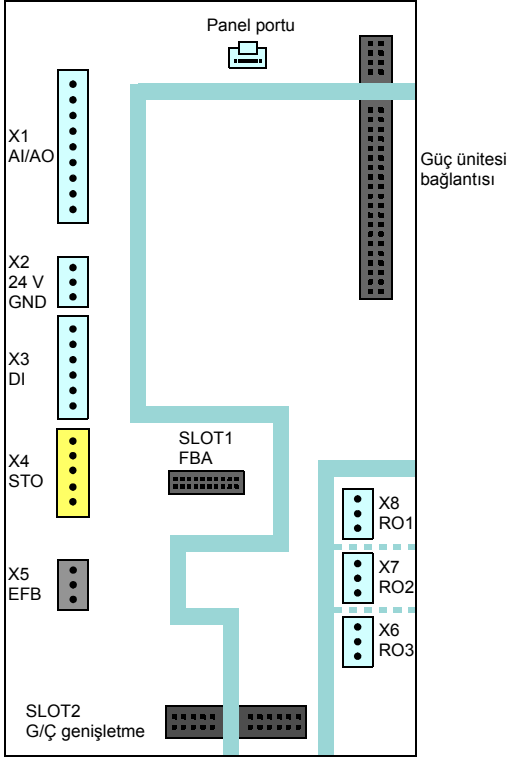 Panel portu
X1
AI/AO
Güç ünitesi
bağlantısı
X2
24 V
GND
X3
DI
SLOT1
FBA
X4
STO
X8
RO1
X7
RO2
X5
EFB
X6
RO3
SLOT2
G/Ç genişletme